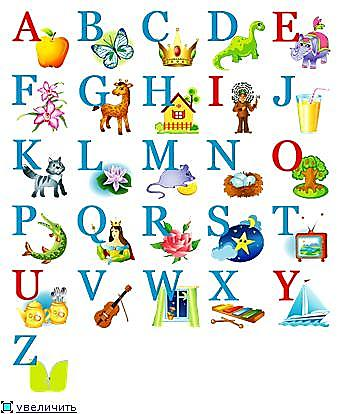 A B C D E
F G H I J
K L M N O
P Q R S T
U V W X Y
Z
увеличить